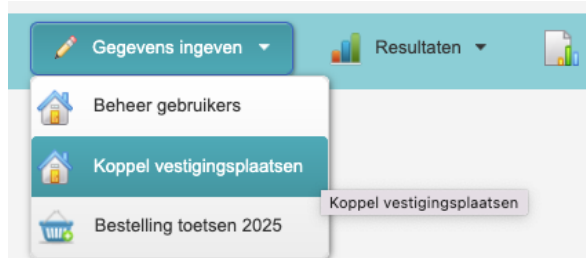 Gegevens ingeven
Resultaten
Beheer gebruikers
Koppel vestigingsplaatsen
Koppel vestigingsplaatsen
Bestelling toetsen 2025